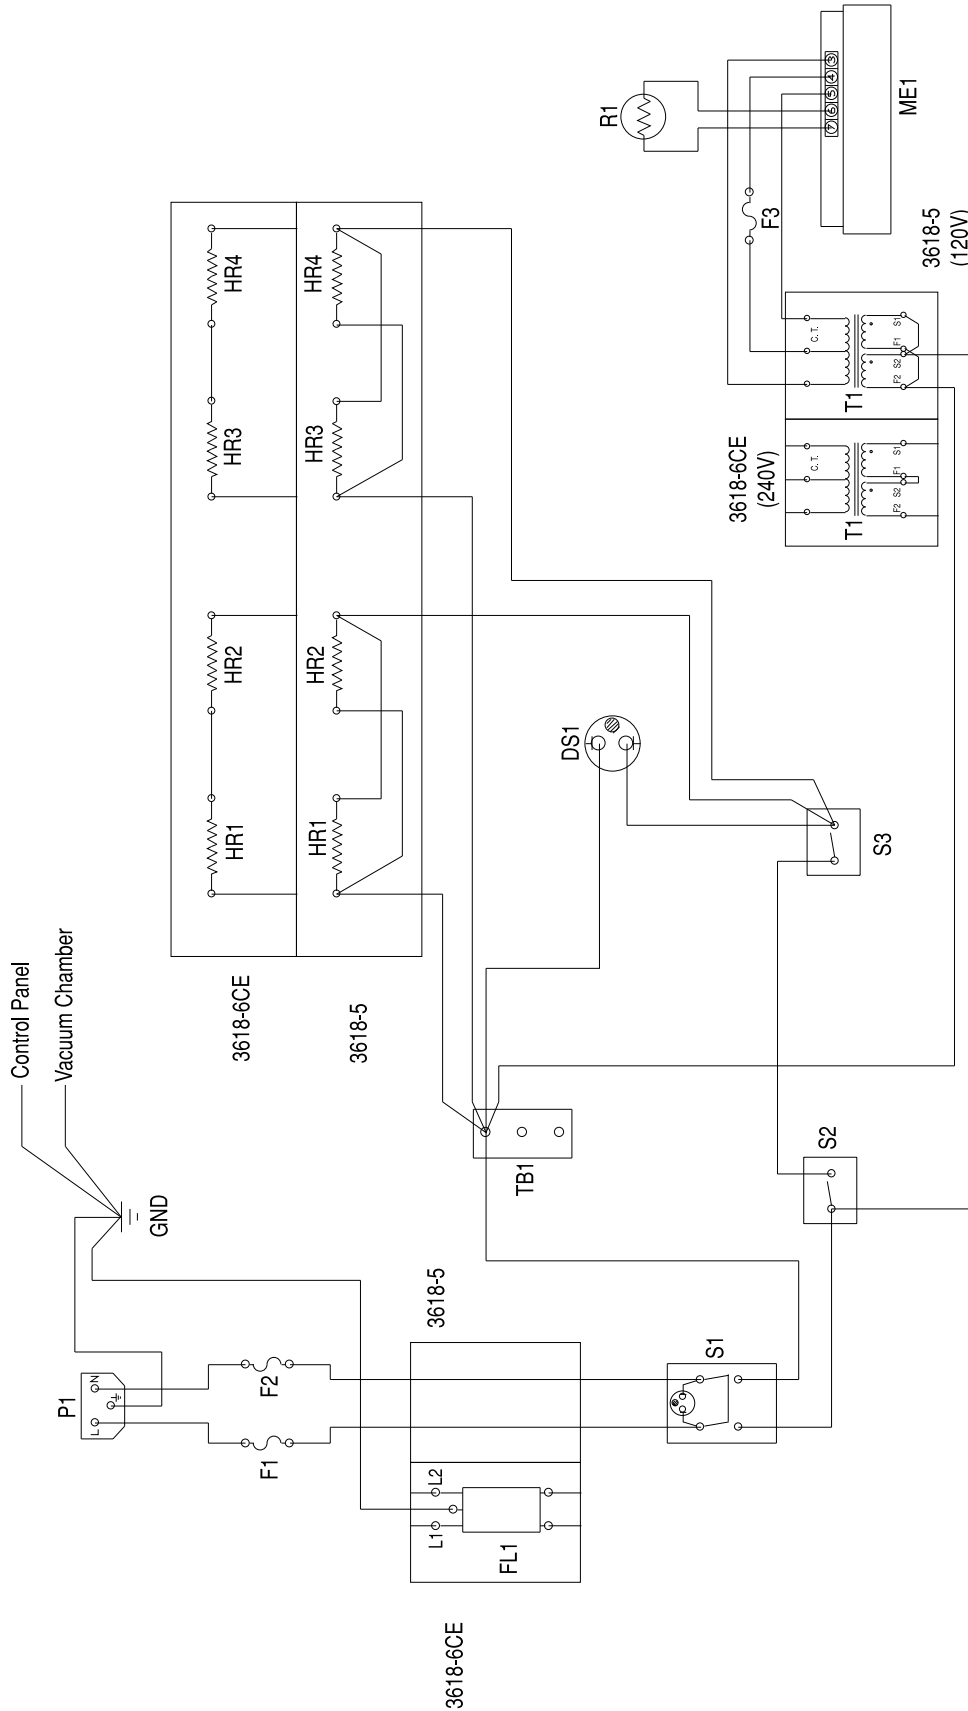 Control Panel
Vacuum Chamber
GND
P1
L
N
F1
F2
3618-6CE
3618-5
HR1
HR2
HR3
HR4
HR1
HR2
HR3
HR4
R1
3
4
5
6
7
ME1
F3
3618-5
(120V)
C.T.
T1
F2
S2
F1
S1
3618-6CE
(240V)
C.T.
T1
F2
S2
F1
S1
DS1
S3
S2
TB1
3618-5
S1
L1
L2
FL1
3618-6CE